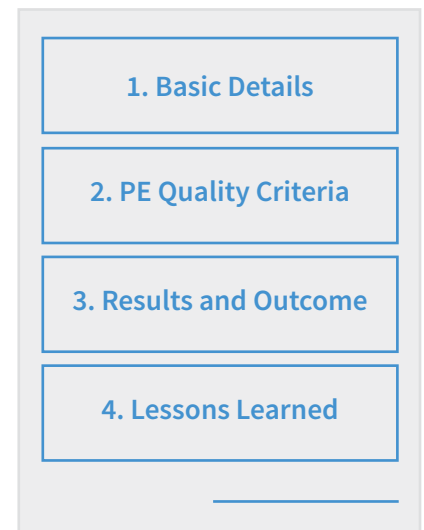 1. Basic Details
2. PE Quality Criteria
3. Results and Outcome
4. Lessons Learned